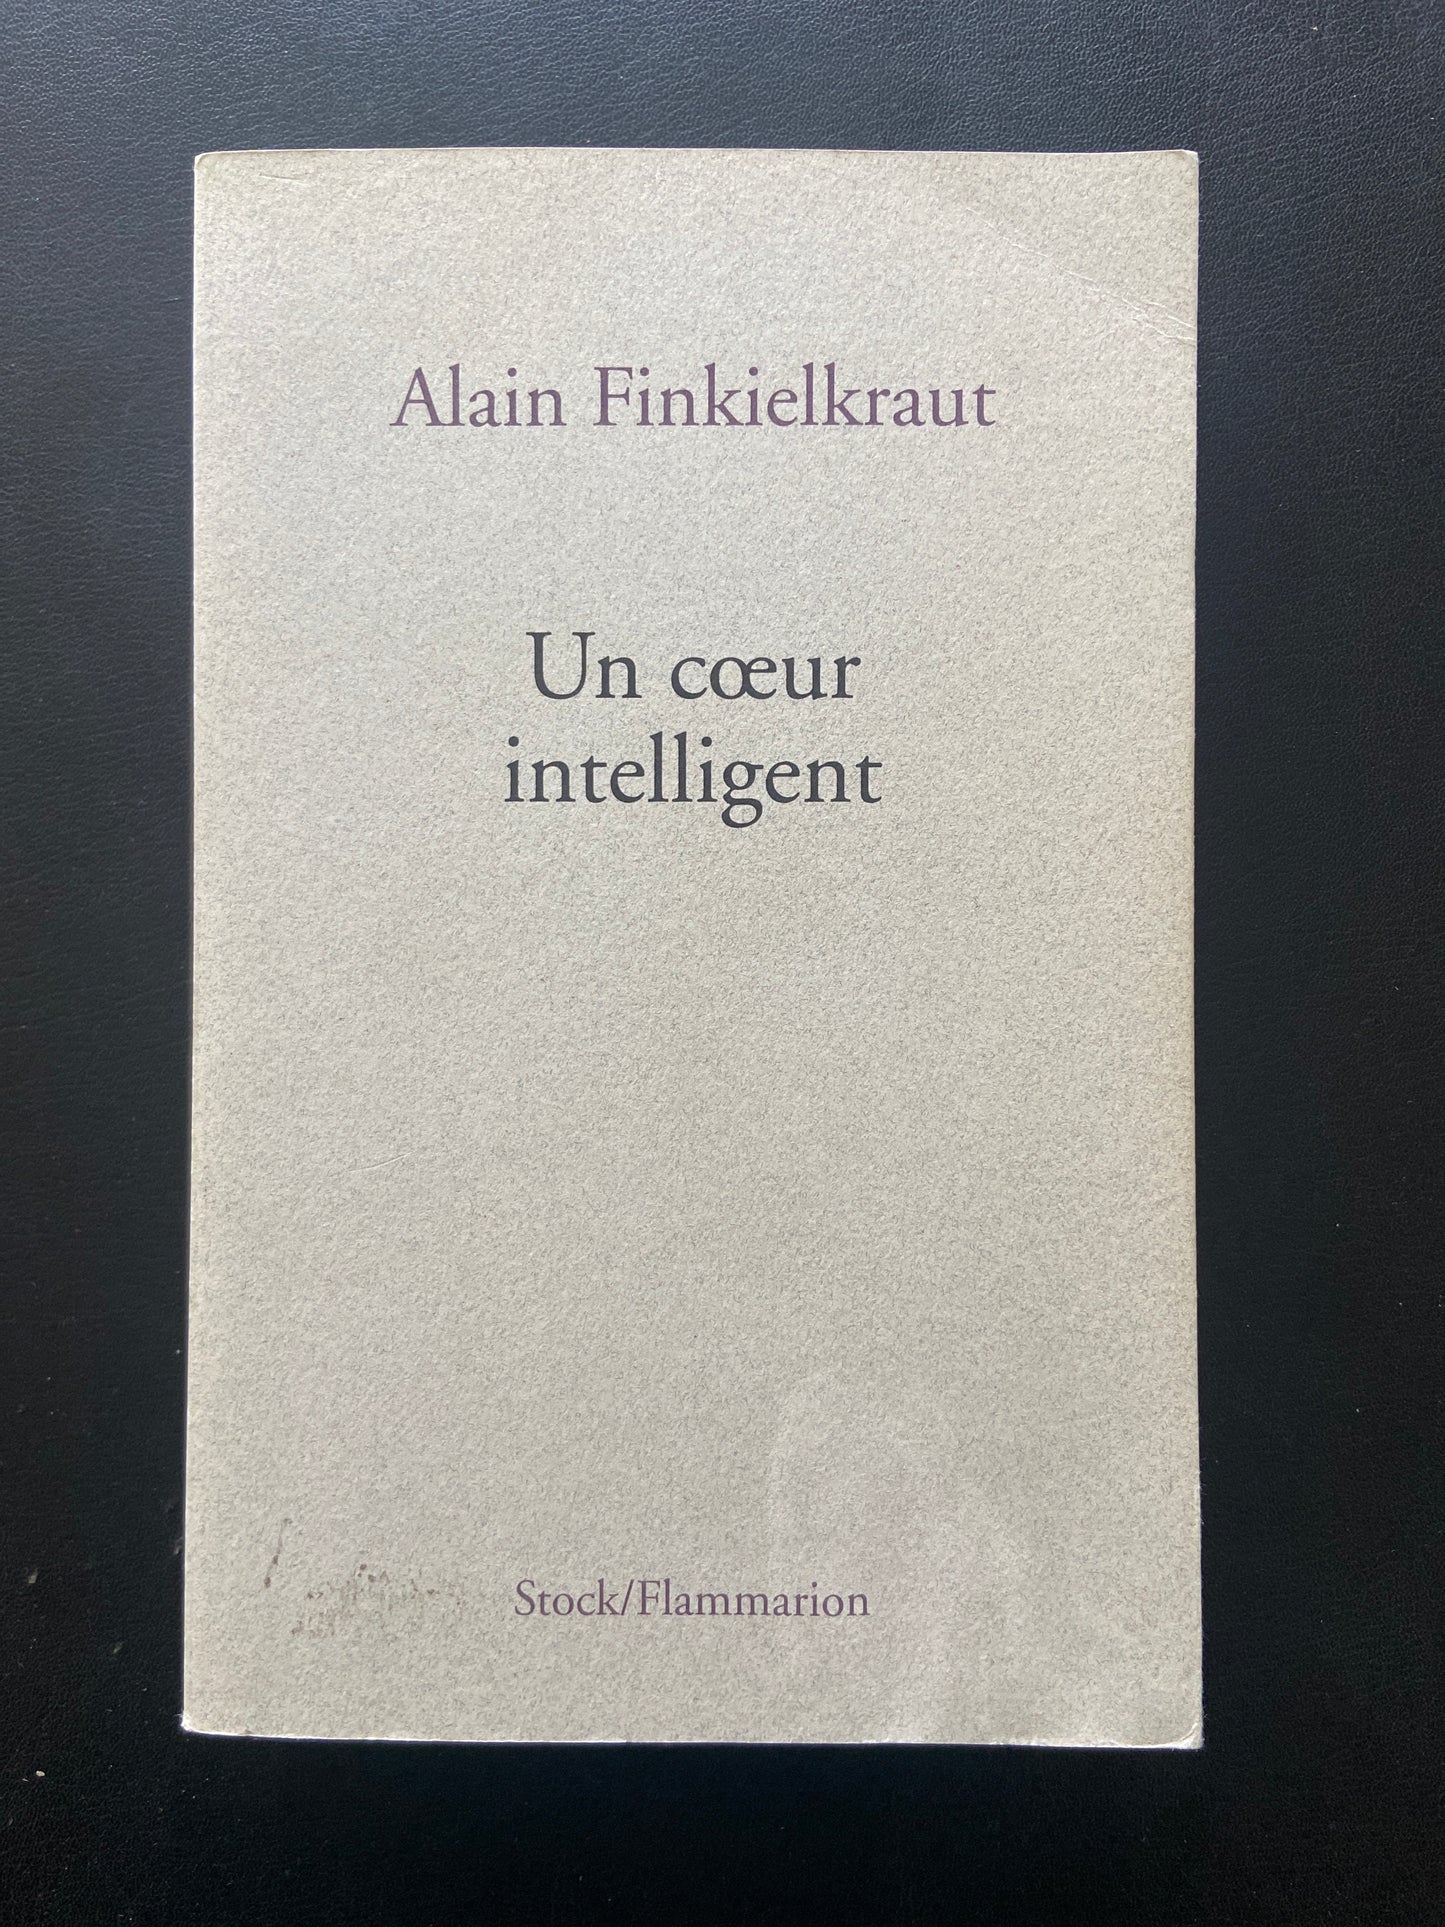 Alain Finkielkraut
Un cœur
intelligent
Stock/Flammarion